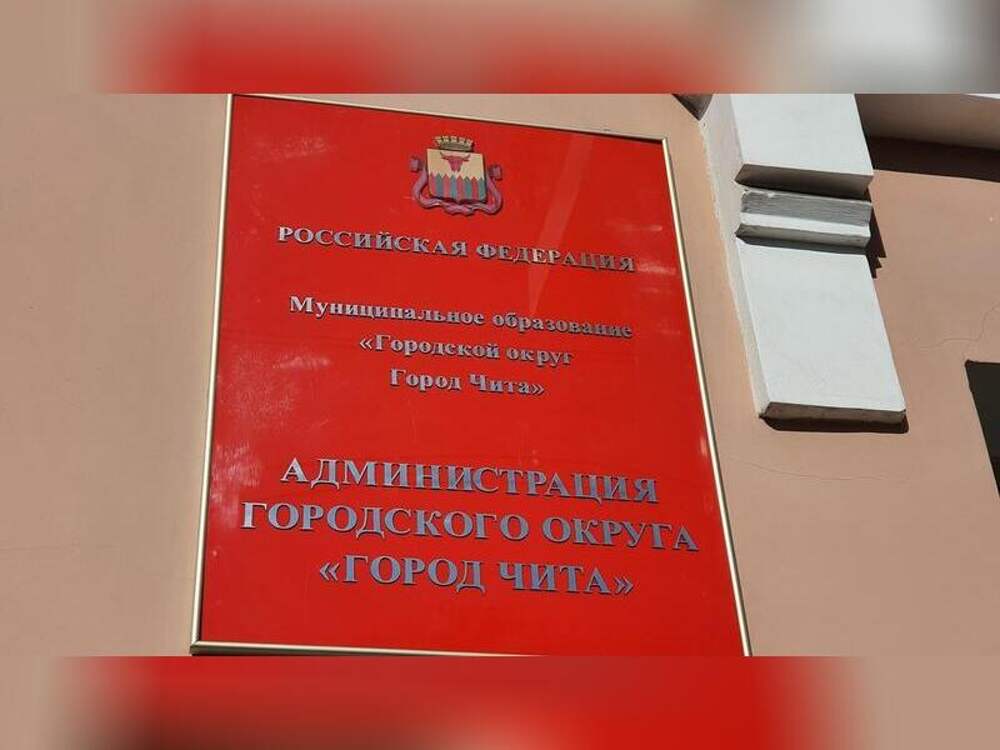 РОССИЙСКАЯ ФЕДЕРАЦИЯ
Муниципальное образование
«Городской округ
Город Чита»
АДМИНИСТРАЦИЯ
ГОРОДСКОГО ОКРУГА
«ГОРОД ЧИТА»